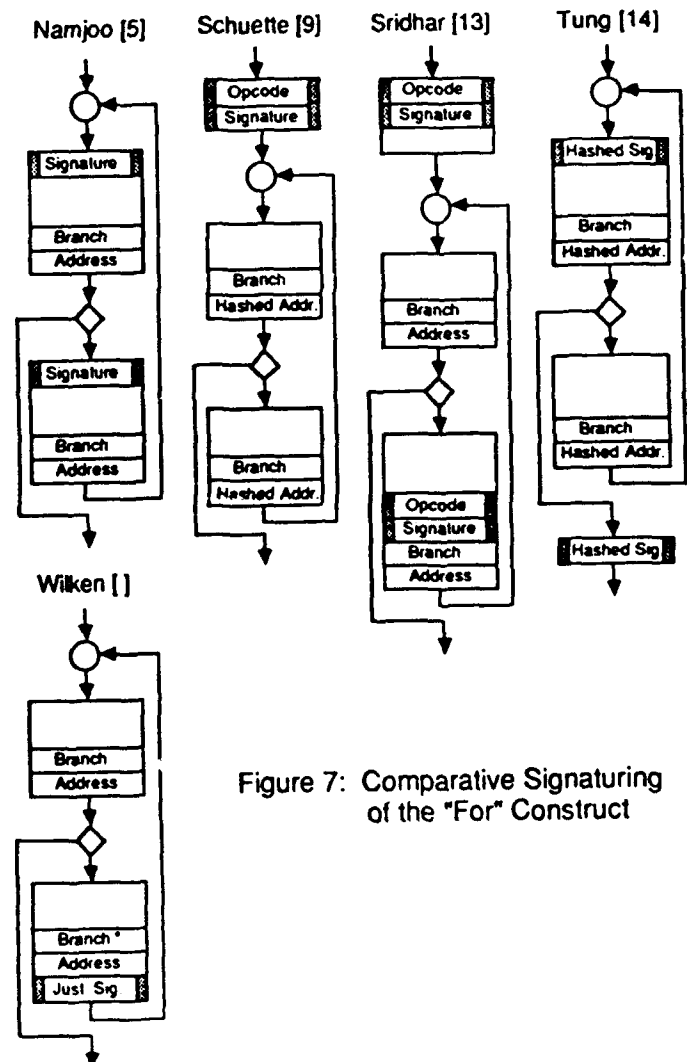 Namjoo [5]
Signature
Branch
Address
Signature
Branch
Address
Schuette [9]
Opcode
Signature
Branch
Hashed Addr.
Branch
Hashed Addr.
Sridhar [13]
Opcode
Signature
Branch
Address
Opcode
Signature
Branch
Address
Tung [14]
Hashed Sig
Branch
Hashed Addr.
Branch
Hashed Addr.
Hashed Sig
Wilken [ ]
Branch
Address
Branch *
Address
Just Sig
Figure 7: Comparative Signaturing
of the "For" Construct